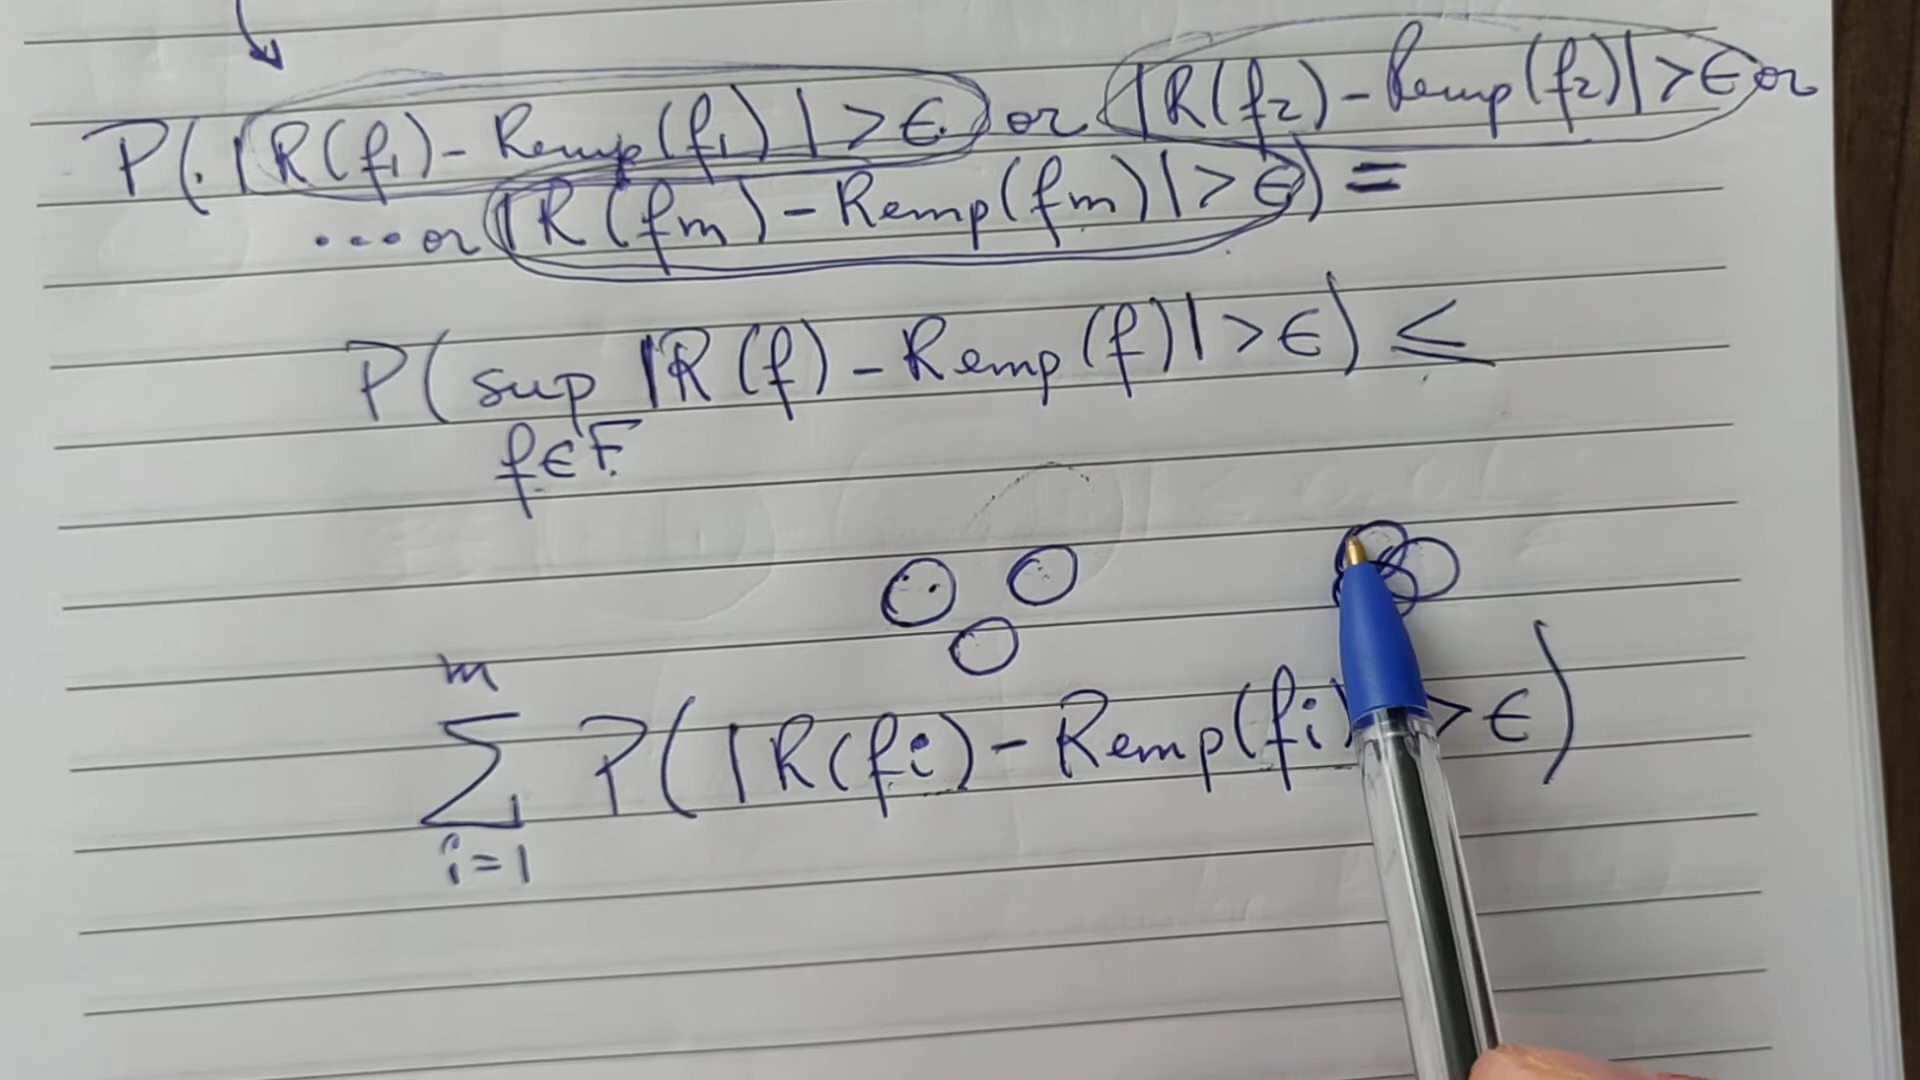 P(. |R(f1) - Remp(f1)| > ϵ. or |R(f2) - Remp(f2)| > ϵ or
.... or |R(fm) - Remp(fm)| > ϵ) =
P( sup |R(f) - Remp(f)| > ϵ) ≤
f∈F
m
∑ P( |R(fi) - Remp(fi) > ϵ)
i=1